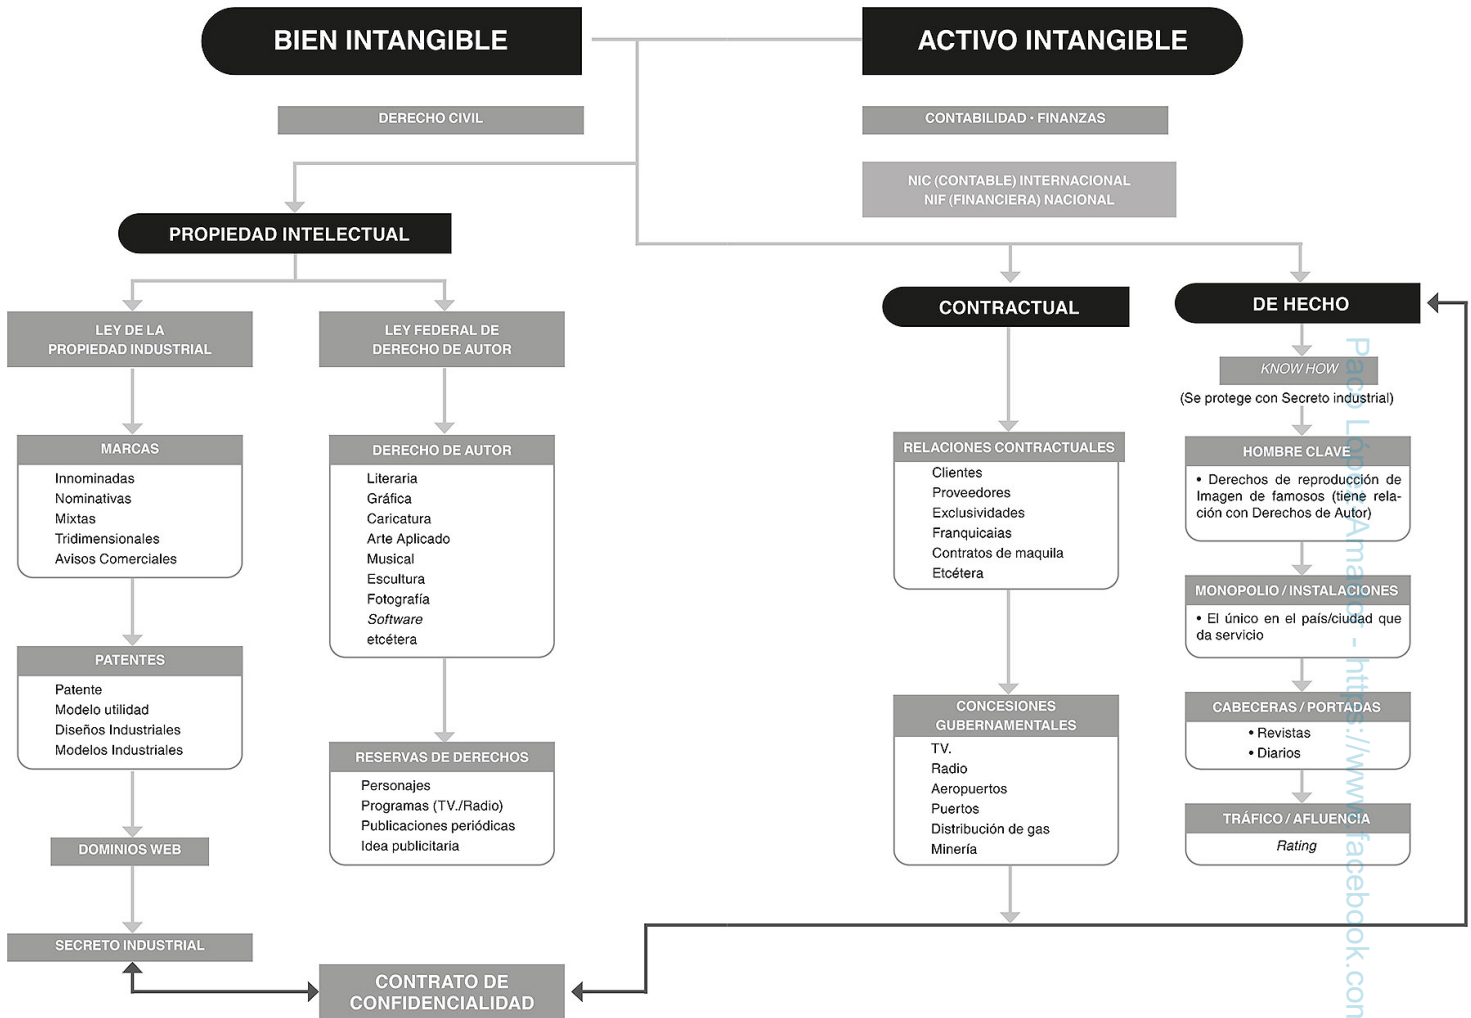 BIEN INTANGIBLE
ACTIVO INTANGIBLE
DERECHO CIVIL
CONTABILIDAD • FINANZAS
NIC (CONTABLE) INTERNACIONAL
NIF (FINANCIERA) NACIONAL
PROPIEDAD INTELECTUAL
LEY DE LA
PROPIEDAD INDUSTRIAL
MARCAS
Innominadas
Nominativas
Mixtas
Tridimensionales
Avisos Comerciales
PATENTES
Patente
Modelo utilidad
Diseños Industriales
Modelos Industriales
DOMINIOS WEB
SECRETO INDUSTRIAL
LEY FEDERAL DE
DERECHO DE AUTOR
DERECHO DE AUTOR
Literaria
Gráfica
Caricatura
Arte Aplicado
Musical
Escultura
Fotografía
Software
etcétera
RESERVAS DE DERECHOS
Personajes
Programas (TV./Radio)
Publicaciones periódicas
Idea publicitaria
CONTRATO DE
CONFIDENCIALIDAD
CONTRACTUAL
RELACIONES CONTRACTUALES
Clientes
Proveedores
Exclusividades
Franquicaias
Contratos de maquila
Etcétera
CONCESIONES
GUBERNAMENTALES
TV.
Radio
Aeropuertos
Puertos
Distribución de gas
Minería
DE HECHO
KNOW HOW
(Se protege con Secreto industrial)
HOMBRE CLAVE
• Derechos de reproducción de
Imagen de famosos (tiene rela-
ción con Derechos de Autor)
MONOPOLIO / INSTALACIONES
• El único en el país/ciudad que
da servicio
CABECERAS / PORTADAS
• Revistas
• Diarios
TRÁFICO / AFLUENCIA
Rating
Paco López-Amador - https://www.facebook.con